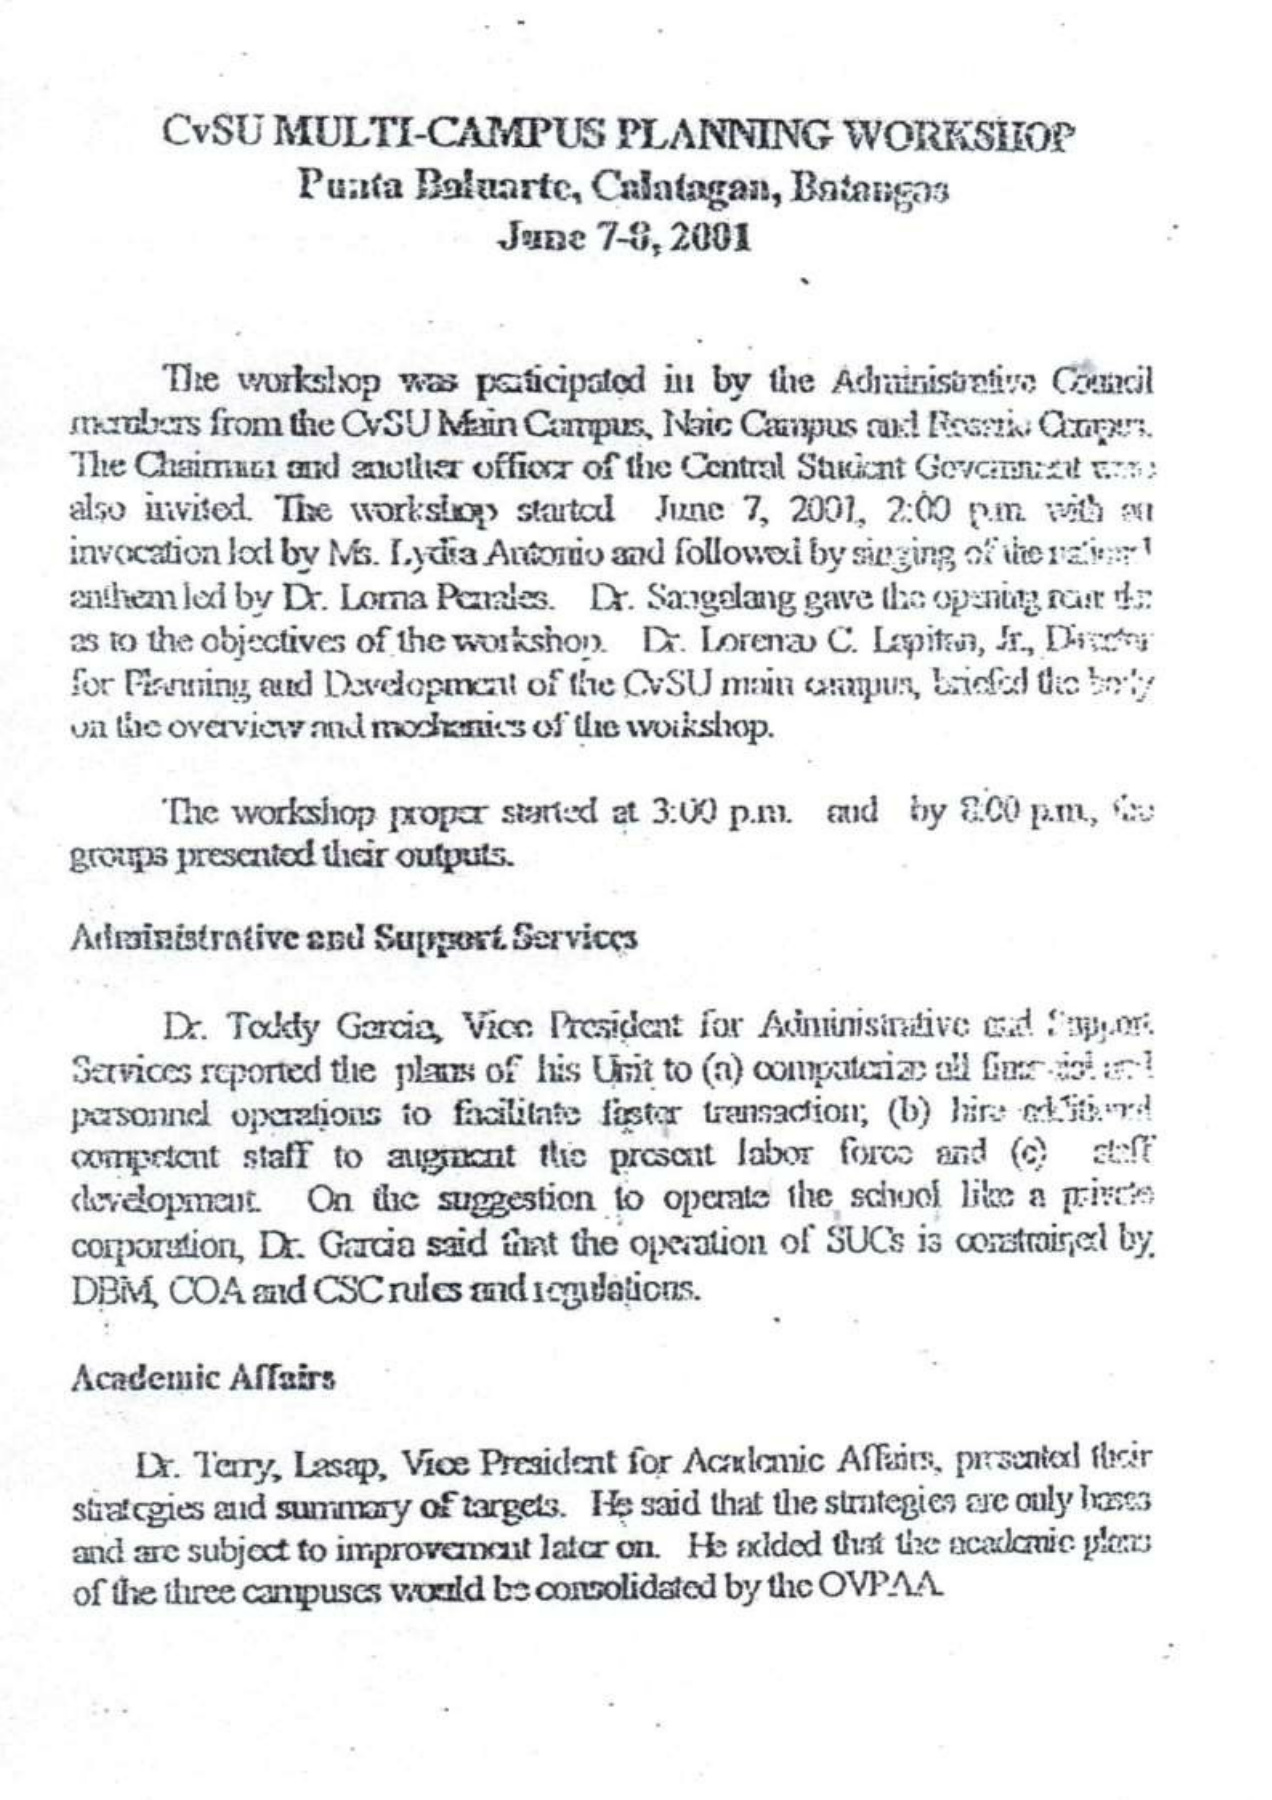 CvSU MULTI-CAMPUS PLANNING WORKSHOP
Punta Baluarte, Calatagan, Batangas
June 7-8, 2001
The workshop was participated in by the Administrative Council
members from the CvSU Main Campus, Naic Campus and Rosario Campus.
The Chairman and another officer of the Central Student Government were
also invited. The workshop started June 7, 2001, 2:00 p.m. with an
invocation led by Ms. Lydia Antonio and followed by singing of the national
anthem led by Dr. Lorna Penales. Dr. Sangalang gave the opening remarks
as to the objectives of the workshop. Dr. Lorenzo C. Lapitan, Jr., Director
for Planning and Development of the CvSU main campus, briefed the body
on the overview and mechanics of the workshop.
The workshop proper started at 3:00 p.m. and by 8:00 p.m., the
groups presented their outputs.
Administrative and Support Services
Dr. Teddy Garcia, Vice President for Administrative and Support
Services reported the plans of his Unit to (a) computerize all financial and
personnel operations to facilitate faster transaction; (b) hire additional
competent staff to augment the present labor force and (c) staff
development. On the suggestion to operate the school like a private
corporation, Dr. Garcia said that the operation of SUCs is constrained by
DBM, COA and CSC rules and regulations.
Academic Affairs
Dr. Terry, Lasap, Vice President for Academic Affairs, presented their
strategies and summary of targets. He said that the strategies are only bases
and are subject to improvement later on. He added that the academic plans
of the three campuses would be consolidated by the OVPAA.